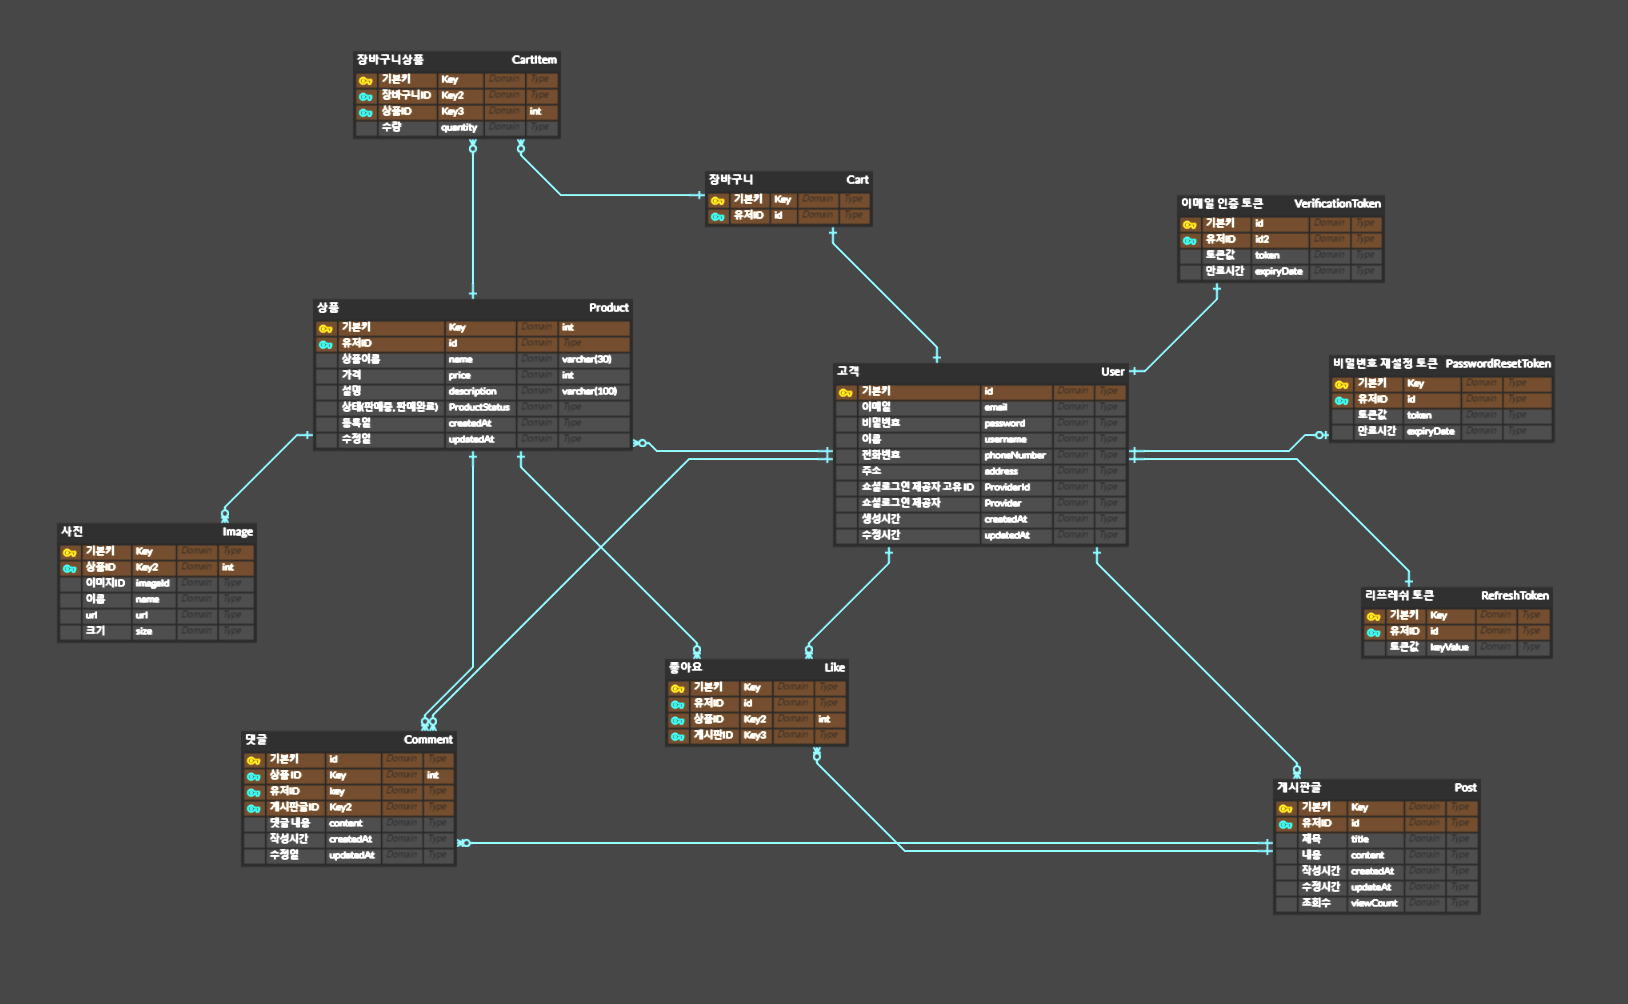 장바구니상품 CartItem
기본키 Key Domain Type
장바구니ID Key2 Domain Type
상품ID Key3 Domain int
수량 quantity Domain Type
장바구니 Cart
기본키 Key Domain Type
유저ID id Domain Type
이메일 인증 토큰 VerificationToken
기본키 id Domain Type
유저ID id2 Domain Type
토큰값 token Domain Type
만료시간 expiryDate Domain Type
상품 Product
기본키 Key Domain int
유저ID id Domain Type
상품이름 name Domain varchar(30)
가격 price Domain int
설명 description Domain varchar(100)
상태(판매중, 판매완료) ProductStatus Domain Type
등록일 createdAt Domain Type
수정일 updatedAt Domain Type
고객 User
기본키 id Domain Type
이메일 email Domain Type
비밀번호 password Domain Type
이름 username Domain Type
전화번호 phoneNumber Domain Type
주소 address Domain Type
소셜로그인 제공자 고유 ID ProviderId Domain Type
소셜로그인 제공자 Provider Domain Type
생성시간 createdAt Domain Type
수정시간 updatedAt Domain Type
비밀번호 재설정 토큰 PasswordResetToken
기본키 Key Domain Type
유저ID id Domain Type
토큰값 token Domain Type
만료시간 expiryDate Domain Type
사진 Image
기본키 Key Domain Type
상품ID Key2 Domain int
이미지ID imageId Domain Type
이름 name Domain Type
url url Domain Type
크기 size Domain Type
리프레쉬 토큰 RefreshToken
기본키 Key Domain Type
유저ID id Domain Type
토큰값 keyValue Domain Type
좋아요 Like
기본키 Key Domain Type
유저ID id Domain Type
상품ID Key2 Domain int
게시판ID Key3 Domain Type
댓글 Comment
기본키 id Domain Type
상품 ID Key Domain int
유저ID key Domain Type
게시판글ID Key2 Domain Type
댓글 내용 content Domain Type
작성시간 createdAt Domain Type
수정일 updatedAt Domain Type
게시판글 Post
기본키 Key Domain Type
유저ID id Domain Type
제목 title Domain Type
내용 content Domain Type
작성시간 createdAt Domain Type
수정시간 updateAt Domain Type
조회수 viewCount Domain Type